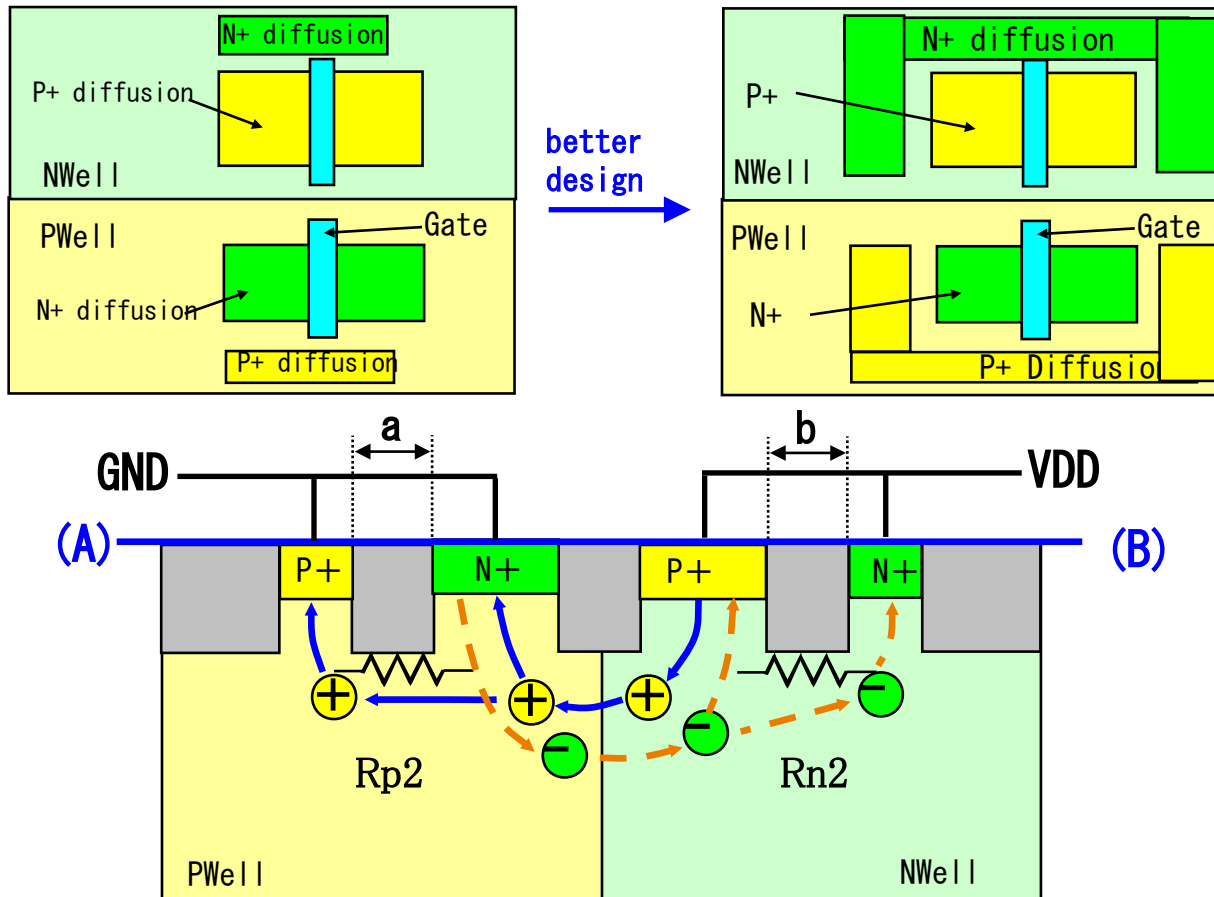 N+ diffusion
P+ diffusion
NWell
PWell
Gate
N+ diffusion
P+ diffusion
better
design
N+ diffusion
P+
NWell
PWell
Gate
N+
P+ Diffusion
a
b
GND
VDD
(A)
(B)
P+
N+
P+
N+
+
+
+
−
−
−
Rp2
Rn2
PWell
NWell